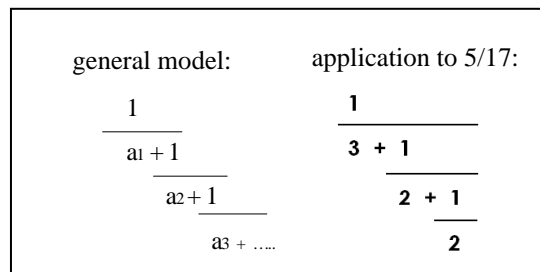 general model:
1
a1 + 1
a2 + 1
a3 + .....
application to 5/17:
1
3 + 1
2 + 1
2